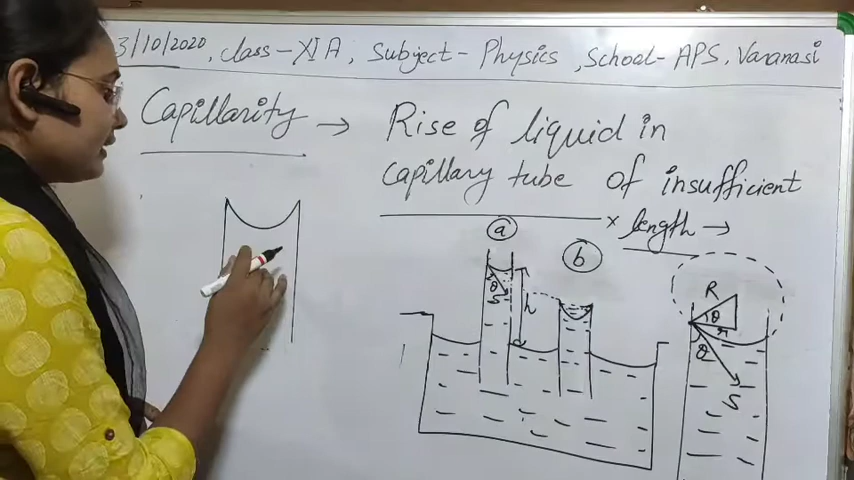 3/10/2020, Class-XIA, Subject- Physics, School- APS, Varanasi
Capillarity → Rise of liquid in
capillary tube of insufficient
× length →
a
b
θ
S
h
R
θ
r
θ
S